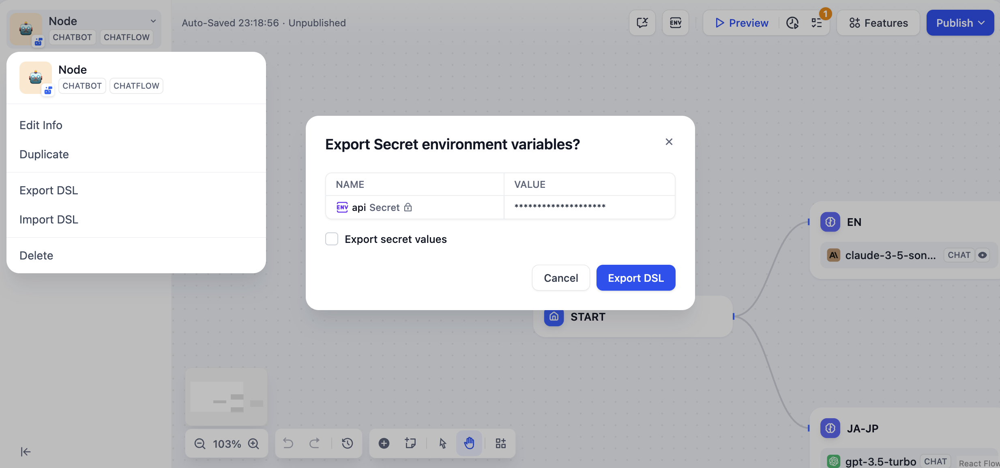 Node
CHATBOT CHATFLOW
Auto-Saved 23:18:56 · Unpublished
ENV
Preview
1
Features
Publish
Node
CHATBOT CHATFLOW
Edit Info
Duplicate
Export DSL
Import DSL
Delete
Export Secret environment variables?
NAME VALUE
ENV api Secret ********************
Export secret values
Cancel Export DSL
EN
claude-3-5-son... CHAT
START
JA-JP
gpt-3.5-turbo CHAT
React Flow
103%